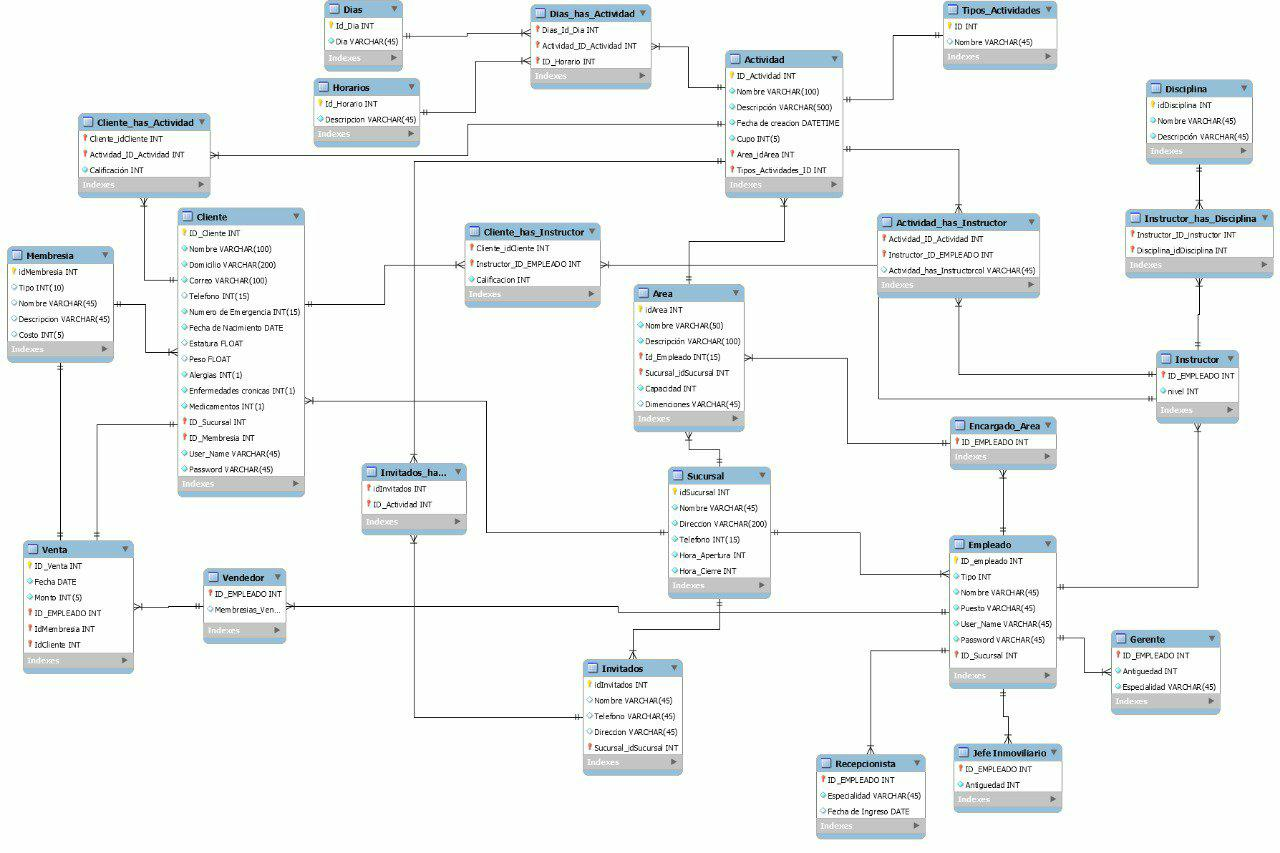 Dias
Id_Dia INT
Dia VARCHAR(45)
Indexes
Dias_has_Actividad
Dias_Id_Dia INT
Actividad_ID_Actividad INT
ID_Horario INT
Indexes
Tipos_Actividades
ID INT
Nombre VARCHAR(45)
Indexes
Horarios
Id_Horario INT
Descripcion VARCHAR(45)
Indexes
Actividad
ID_Actividad INT
Nombre VARCHAR(100)
Descripción VARCHAR(500)
Fecha de creacion DATETIME
Cupo INT(5)
Area_idArea INT
Tipos_Actividades_ID INT
Indexes
Disciplina
idDisciplina INT
Nombre VARCHAR(45)
Descripción VARCHAR(45)
Indexes
Cliente_has_Actividad
Cliente_idCliente INT
Actividad_ID_Actividad INT
Calificación INT
Indexes
Cliente
ID_Cliente INT
Nombre VARCHAR(100)
Domicilio VARCHAR(200)
Correo VARCHAR(100)
Telefono INT(15)
Numero de Emergencia INT(15)
Fecha de Nacimiento DATE
Estatura FLOAT
Peso FLOAT
Alergias INT(1)
Enfermedades cronicas INT(1)
Medicamentos INT(1)
ID_Sucursal INT
ID_Membresia INT
User_Name VARCHAR(45)
Password VARCHAR(45)
Indexes
Cliente_has_Instructor
Cliente_idCliente INT
Instructor_ID_EMPLEADO INT
Calificacion INT
Indexes
Actividad_has_Instructor
Actividad_ID_Actividad INT
Instructor_ID_EMPLEADO INT
Actividad_has_Instructorcol VARCHAR(45)
Indexes
Instructor_has_Disciplina
Instructor_ID_instructor INT
Disciplina_idDisciplina INT
Indexes
Membresia
idMembresia INT
Tipo INT(10)
Nombre VARCHAR(45)
Descripcion VARCHAR(45)
Costo INT(5)
Indexes
Area
idArea INT
Nombre VARCHAR(50)
Descripción VARCHAR(100)
Id_Empleado INT(15)
Sucursal_idSucursal INT
Capacidad INT
Dimenciones VARCHAR(45)
Indexes
Instructor
ID_EMPLEADO INT
nivel INT
Indexes
Encargado_Area
ID_EMPLEADO INT
Indexes
Invitados_ha...
idInvitados INT
ID_Actividad INT
Indexes
Sucursal
idSucursal INT
Nombre VARCHAR(45)
Direccion VARCHAR(200)
Telefono INT(15)
Hora_Apertura INT
Hora_Cierre INT
Indexes
Venta
ID_Venta INT
Fecha DATE
Monto INT(5)
ID_EMPLEADO INT
IdMembresia INT
IdCliente INT
Indexes
Vendedor
ID_EMPLEADO INT
Membresias_Ven...
Indexes
Empleado
ID_empleado INT
Tipo INT
Nombre VARCHAR(45)
Puesto VARCHAR(45)
User_Name VARCHAR(45)
Password VARCHAR(45)
ID_Sucursal INT
Indexes
Gerente
ID_EMPLEADO INT
Antiguedad INT
Especialidad VARCHAR(45)
Indexes
Invitados
idInvitados INT
Nombre VARCHAR(45)
Telefono VARCHAR(45)
Direccion VARCHAR(45)
Sucursal_idSucursal INT
Indexes
Recepcionista
ID_EMPLEADO INT
Especialidad VARCHAR(45)
Fecha de Ingreso DATE
Indexes
Jefe Inmoviliario
ID_EMPLEADO INT
Antiguedad INT
Indexes